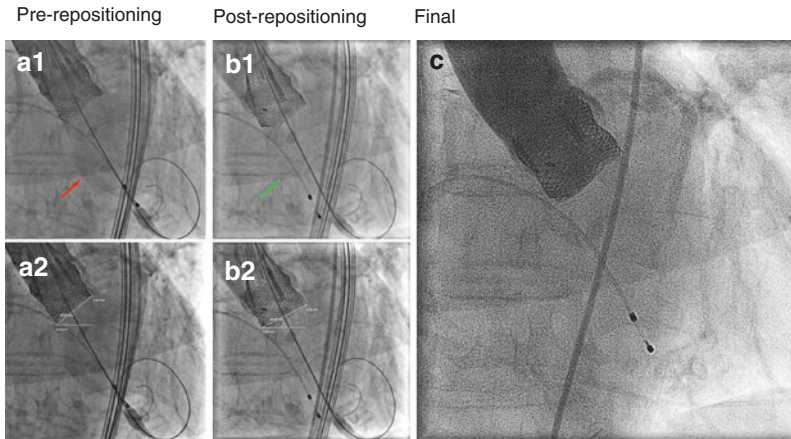 Pre-repositioning
Post-repositioning
Final
a1
b1
c
a2
b2